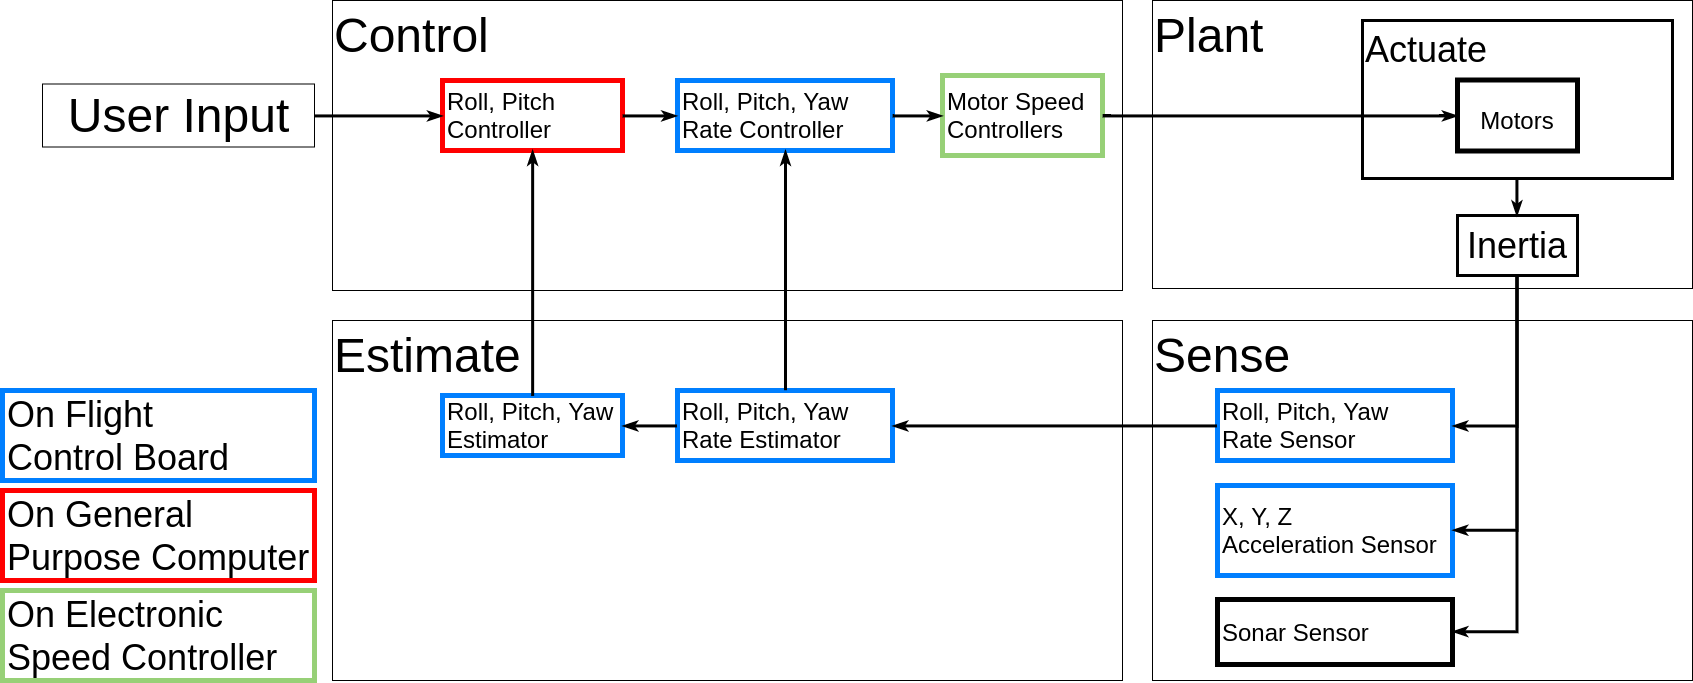 Control
Plant
Actuate
User Input
Roll, Pitch
Controller
Roll, Pitch, Yaw
Rate Controller
Motor Speed
Controllers
Motors
Inertia
Estimate
Sense
Roll, Pitch, Yaw
Estimator
Roll, Pitch, Yaw
Rate Estimator
Roll, Pitch, Yaw
Rate Sensor
X, Y, Z
Acceleration Sensor
Sonar Sensor
On Flight
Control Board
On General
Purpose Computer
On Electronic
Speed Controller